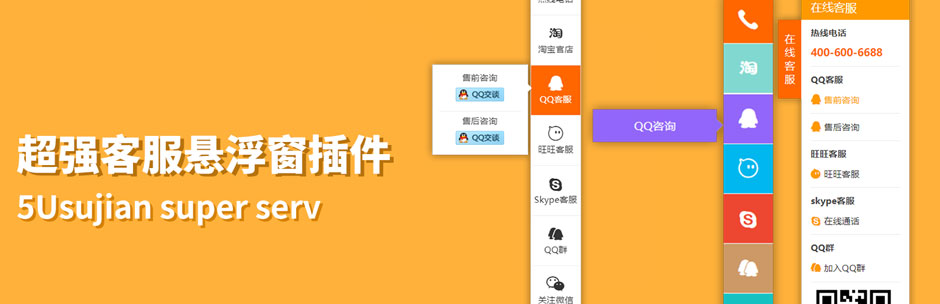 超强客服悬浮窗插件
5Usujian super serv
售前咨询
QQ交谈
售后咨询
QQ交谈
淘宝官店
QQ客服
旺旺客服
Skype客服
QQ群
关注微信
QQ咨询
淘
在线客服
在线客服
热线电话
400-600-6688
QQ客服
售前咨询
售后咨询
旺旺客服
旺旺客服
skype客服
在线通话
QQ群
加入QQ群